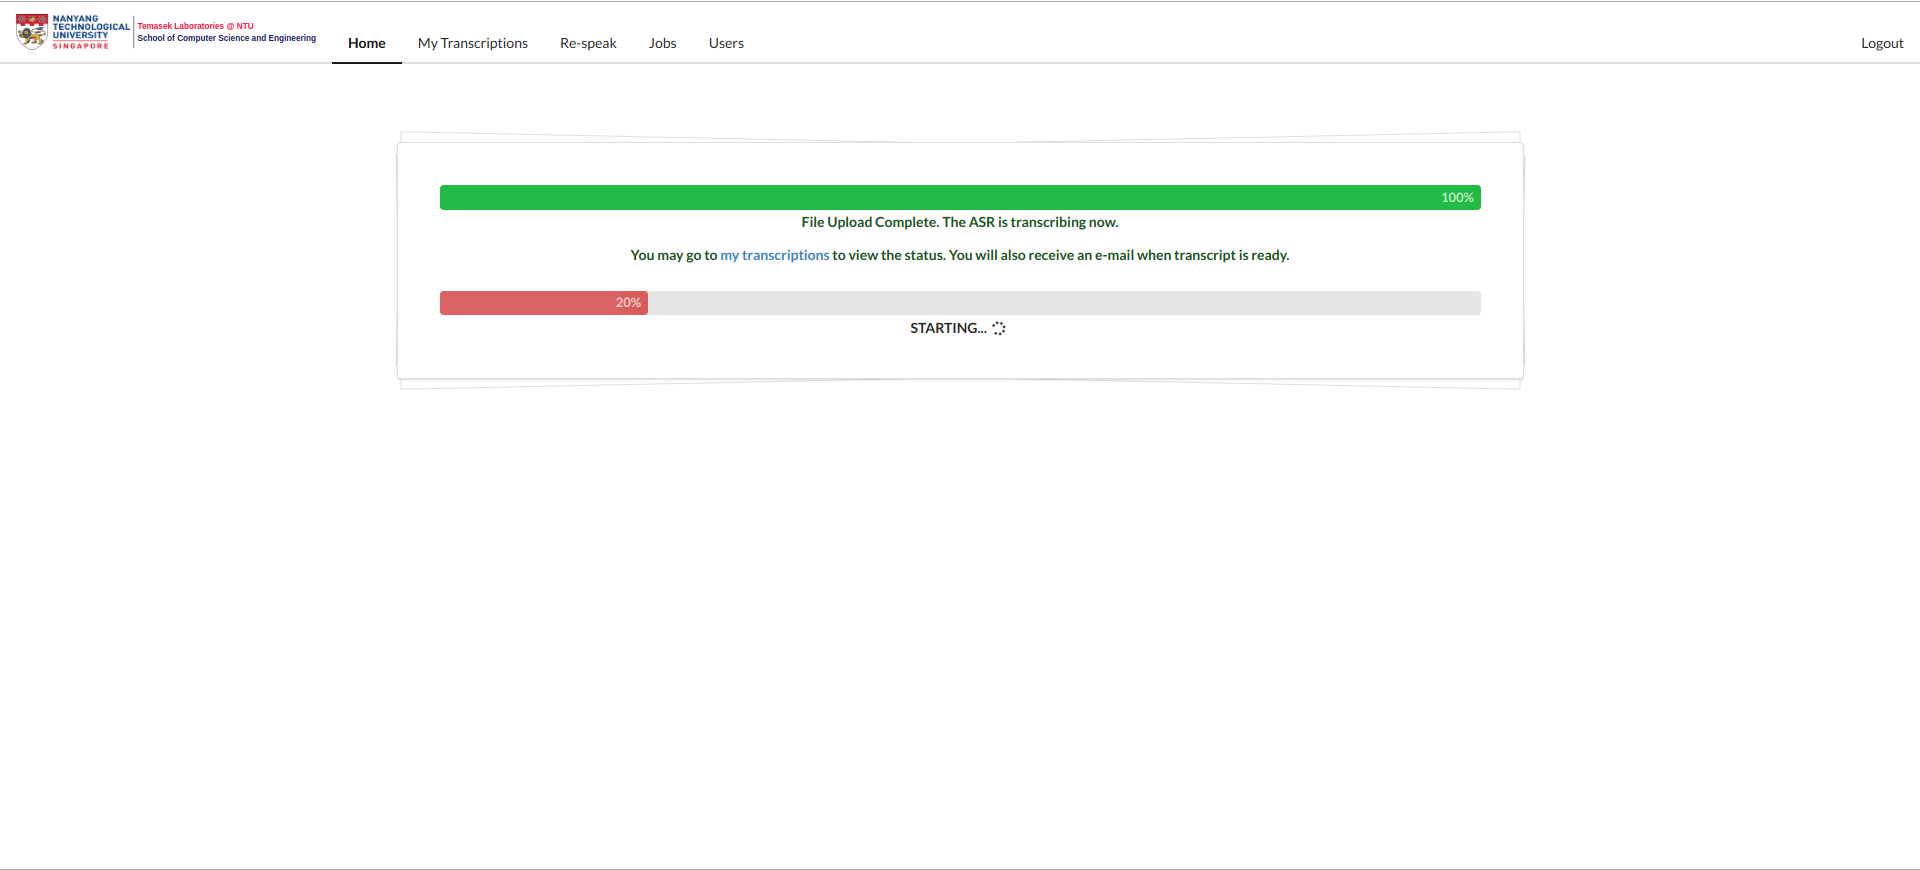 NANYANG
TECHNOLOGICAL
UNIVERSITY
SINGAPORE
Temasek Laboratories @ NTU
School of Computer Science and Engineering
Home My Transcriptions Re-speak Jobs Users Logout
100%
File Upload Complete. The ASR is transcribing now.
You may go to my transcriptions to view the status. You will also receive an e-mail when transcript is ready.
20%
STARTING...